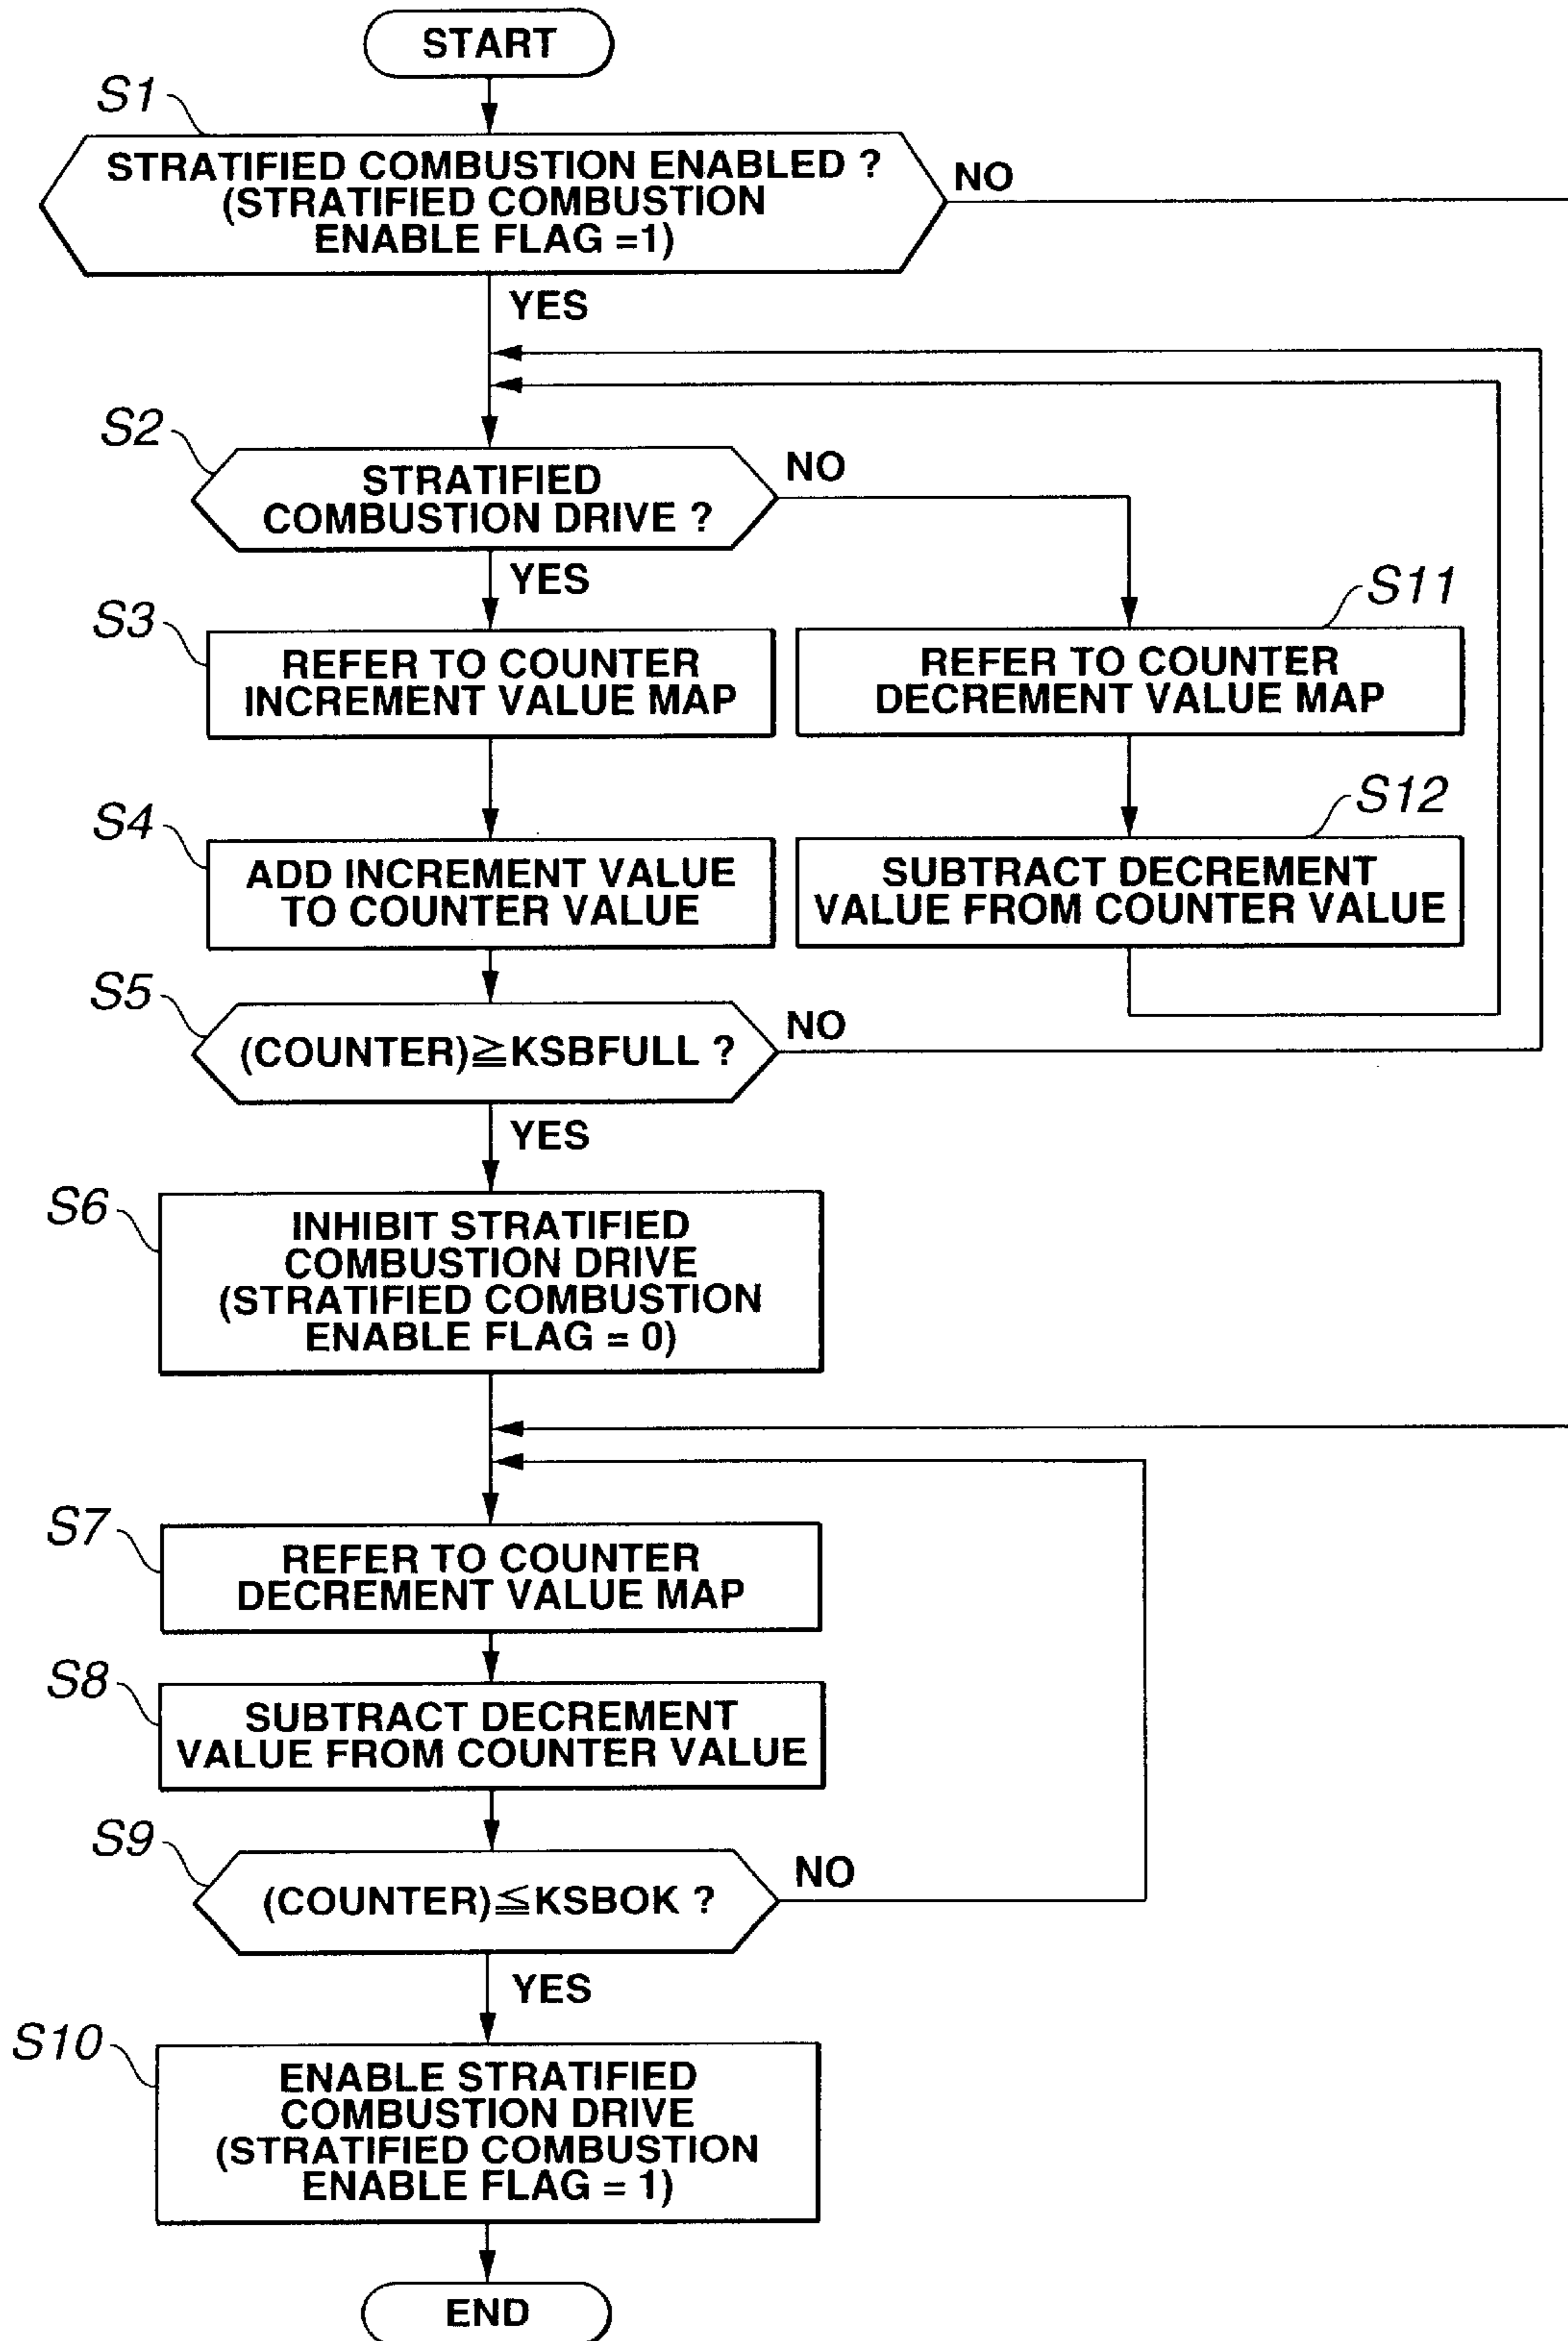 START
S1
STRATIFIED COMBUSTION ENABLED ?
(STRATIFIED COMBUSTION
ENABLE FLAG =1)
NO
YES
S2
STRATIFIED
COMBUSTION DRIVE ?
NO
YES
S3
REFER TO COUNTER
INCREMENT VALUE MAP
S11
REFER TO COUNTER
DECREMENT VALUE MAP
S4
ADD INCREMENT VALUE
TO COUNTER VALUE
S12
SUBTRACT DECREMENT
VALUE FROM COUNTER VALUE
S5
(COUNTER)≧KSBFULL ?
NO
YES
S6
INHIBIT STRATIFIED
COMBUSTION DRIVE
(STRATIFIED COMBUSTION
ENABLE FLAG = 0)
S7
REFER TO COUNTER
DECREMENT VALUE MAP
S8
SUBTRACT DECREMENT
VALUE FROM COUNTER VALUE
S9
(COUNTER)≦KSBOK ?
NO
YES
S10
ENABLE STRATIFIED
COMBUSTION DRIVE
(STRATIFIED COMBUSTION
ENABLE FLAG = 1)
END